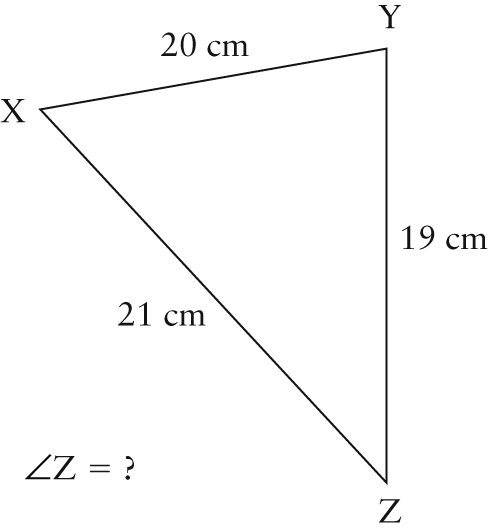 Y
20 cm
X
19 cm
21 cm
∠Z = ?
Z